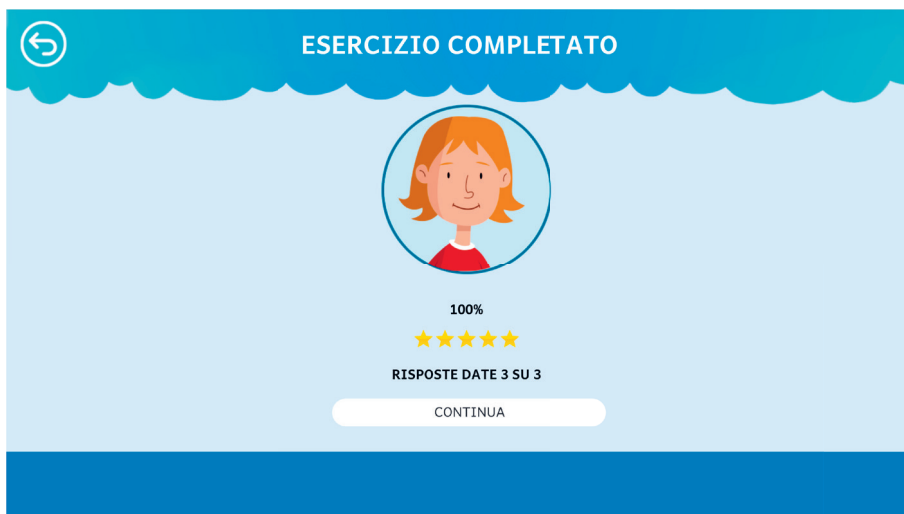 ESERCIZIO COMPLETATO
100%
RISPOSTE DATE 3 SU 3
CONTINUA